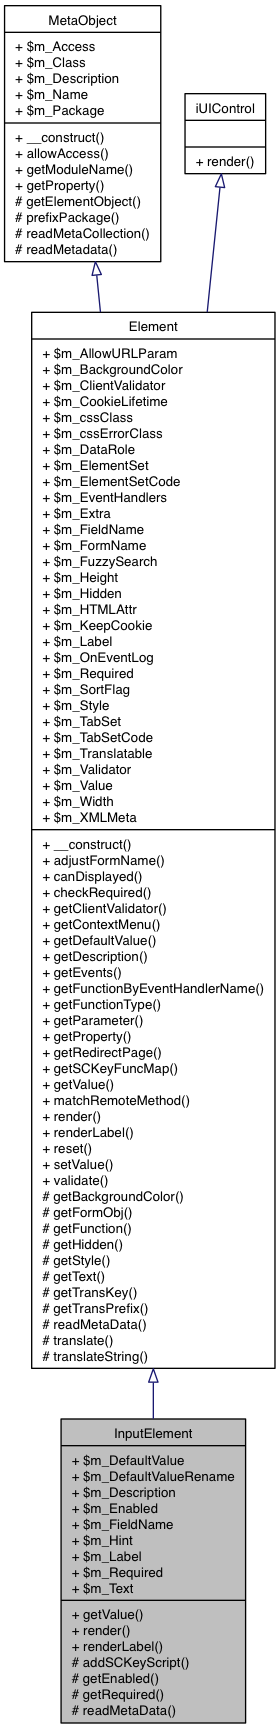 MetaObject
+ $m_Access
+ $m_Class
+ $m_Description
+ $m_Name
+ $m_Package
+ __construct()
+ allowAccess()
+ getModuleName()
+ getProperty()
# getElementObject()
# prefixPackage()
# readMetaCollection()
# readMetadata()
iUIControl
+ render()
Element
+ $m_AllowURLParam
+ $m_BackgroundColor
+ $m_ClientValidator
+ $m_CookieLifetime
+ $m_cssClass
+ $m_cssErrorClass
+ $m_DataRole
+ $m_ElementSet
+ $m_ElementSetCode
+ $m_EventHandlers
+ $m_Extra
+ $m_FieldName
+ $m_FormName
+ $m_FuzzySearch
+ $m_Height
+ $m_Hidden
+ $m_HTMLAttr
+ $m_KeepCookie
+ $m_Label
+ $m_OnEventLog
+ $m_Required
+ $m_SortFlag
+ $m_Style
+ $m_TabSet
+ $m_TabSetCode
+ $m_Translatable
+ $m_Validator
+ $m_Value
+ $m_Width
+ $m_XMLMeta
+ __construct()
+ adjustFormName()
+ canDisplayed()
+ checkRequired()
+ getClientValidator()
+ getContextMenu()
+ getDefaultValue()
+ getDescription()
+ getEvents()
+ getFunctionByEventHandlerName()
+ getFunctionType()
+ getParameter()
+ getProperty()
+ getRedirectPage()
+ getSCKeyFuncMap()
+ getValue()
+ matchRemoteMethod()
+ render()
+ renderLabel()
+ reset()
+ setValue()
+ validate()
# getBackgroundColor()
# getFormObj()
# getFunction()
# getHidden()
# getStyle()
# getText()
# getTransKey()
# getTransPrefix()
# readMetaData()
# translate()
# translateString()
InputElement
+ $m_DefaultValue
+ $m_DefaultValueRename
+ $m_Description
+ $m_Enabled
+ $m_FieldName
+ $m_Hint
+ $m_Label
+ $m_Required
+ $m_Text
+ getValue()
+ render()
+ renderLabel()
# addSCKeyScript()
# getEnabled()
# getRequired()
# readMetaData()